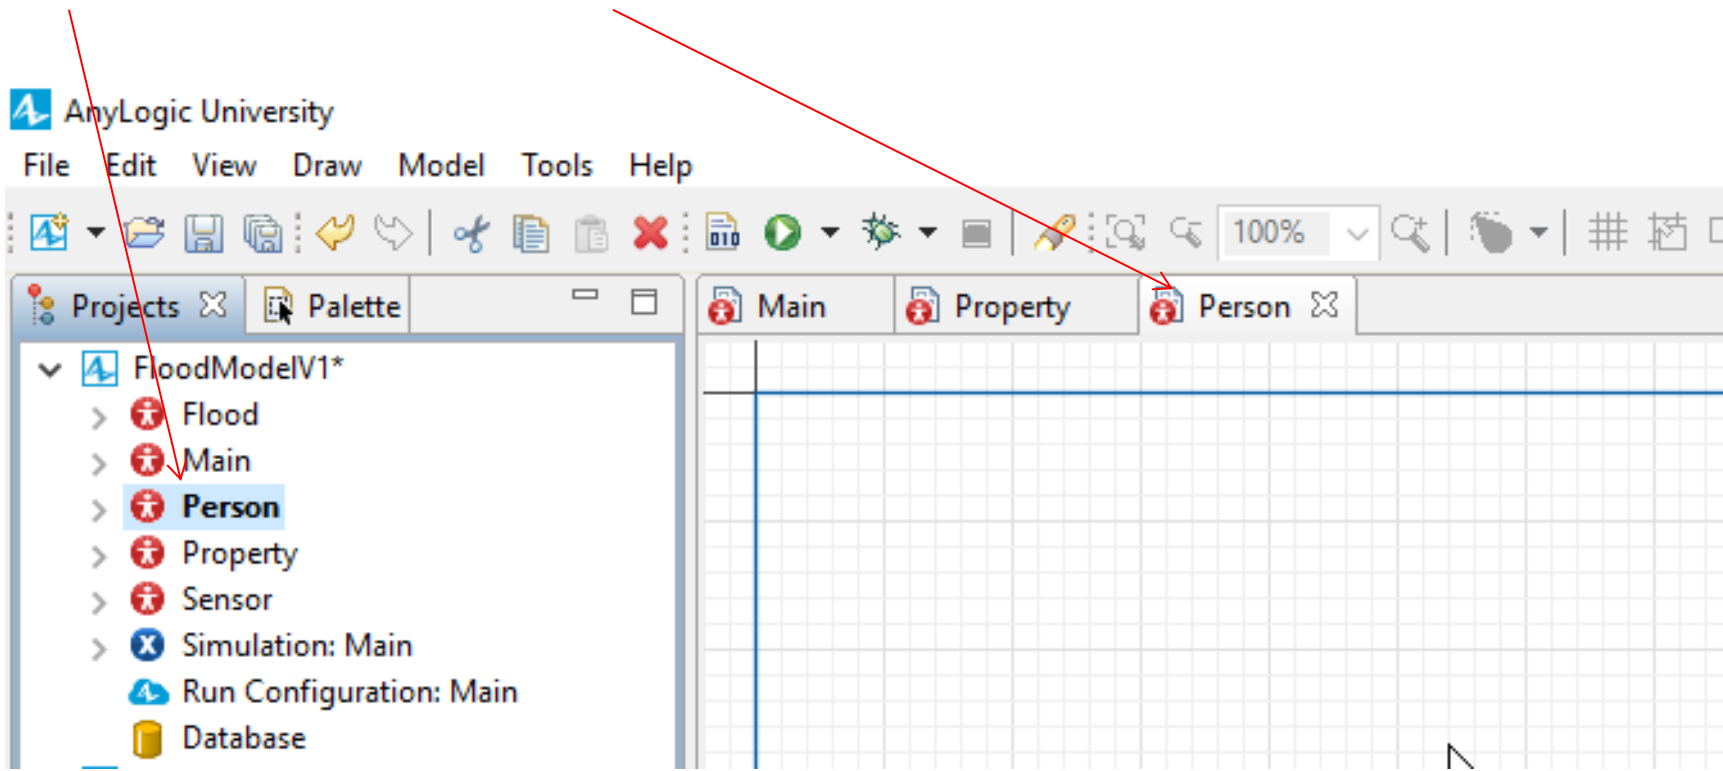 AnyLogic University
File Edit View Draw Model Tools Help
010 100%
Projects Palette Main Property Person
FloodModelV1*
Flood
Main
Person
Property
Sensor
Simulation: Main
Run Configuration: Main
Database